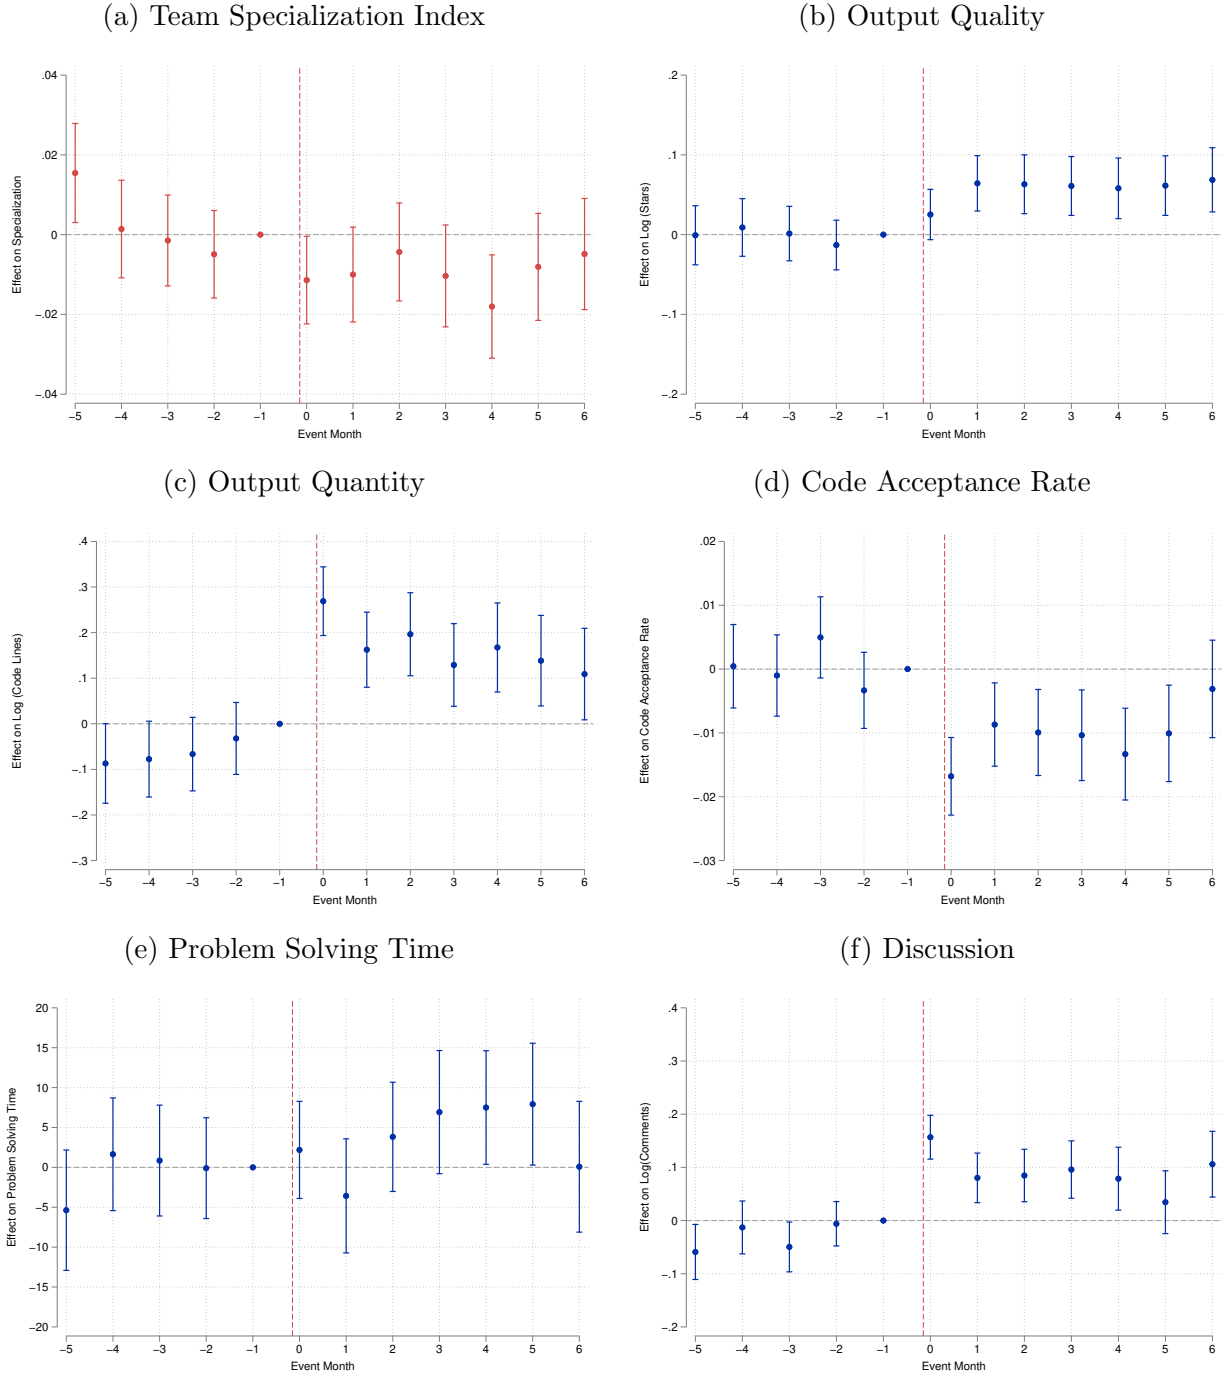 (a) Team Specialization Index
Effect on Specialization
.04
.02
0
−.02
−.04
−5 −4 −3 −2 −1 0 1 2 3 4 5 6
Event Month
(b) Output Quality
Effect on Log (Stars)
.2
.1
0
−.1
−.2
−5 −4 −3 −2 −1 0 1 2 3 4 5 6
Event Month
(c) Output Quantity
Effect on Log (Code Lines)
.4
.3
.2
.1
0
−.1
−.2
−.3
−5 −4 −3 −2 −1 0 1 2 3 4 5 6
Event Month
(d) Code Acceptance Rate
Effect on Code Acceptance Rate
.02
.01
0
−.01
−.02
−.03
−5 −4 −3 −2 −1 0 1 2 3 4 5 6
Event Month
(e) Problem Solving Time
Effect on Problem Solving Time
20
15
10
5
0
−5
−10
−15
−20
−5 −4 −3 −2 −1 0 1 2 3 4 5 6
Event Month
(f) Discussion
Effect on Log(Comments)
.4
.3
.2
.1
0
−.1
−.2
−5 −4 −3 −2 −1 0 1 2 3 4 5 6
Event Month